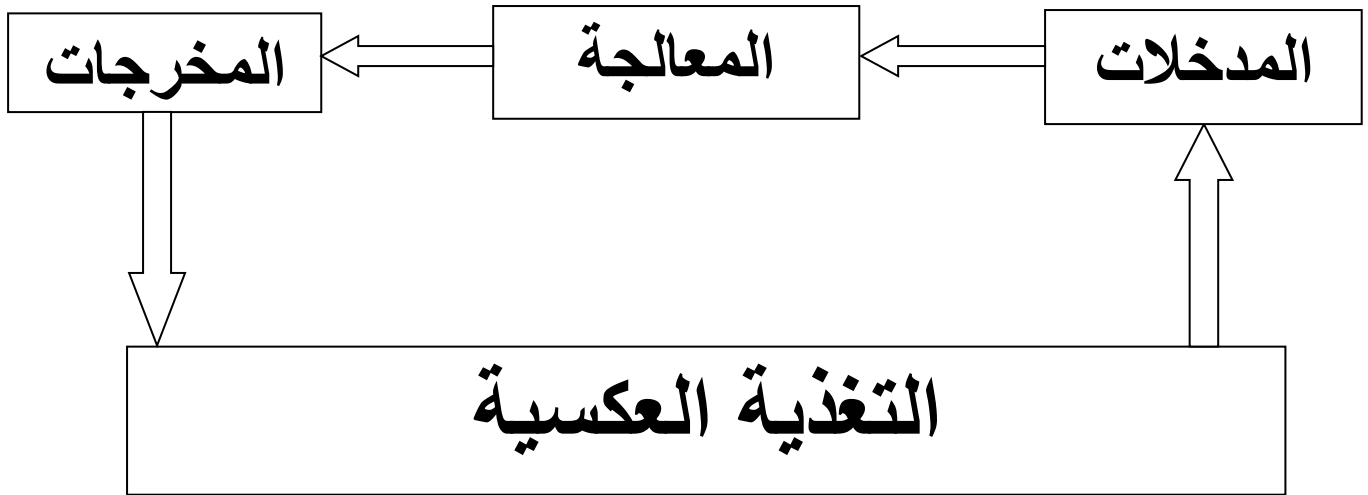 المدخلات
المعالجة
المخرجات
التغذية العكسية